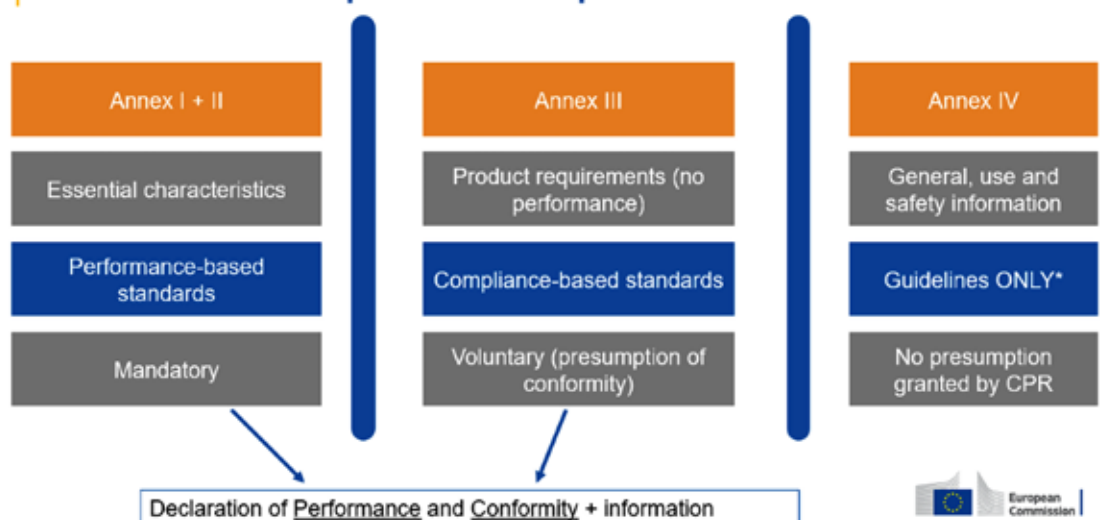 Annex I + II
Essential characteristics
Performance-based
standards
Mandatory
Annex III
Product requirements (no
performance)
Compliance-based standards
Voluntary (presumption of
conformity)
Annex IV
General, use and
safety information
Guidelines ONLY*
No presumption
granted by CPR
Declaration of Performance and Conformity + information
European
Commission